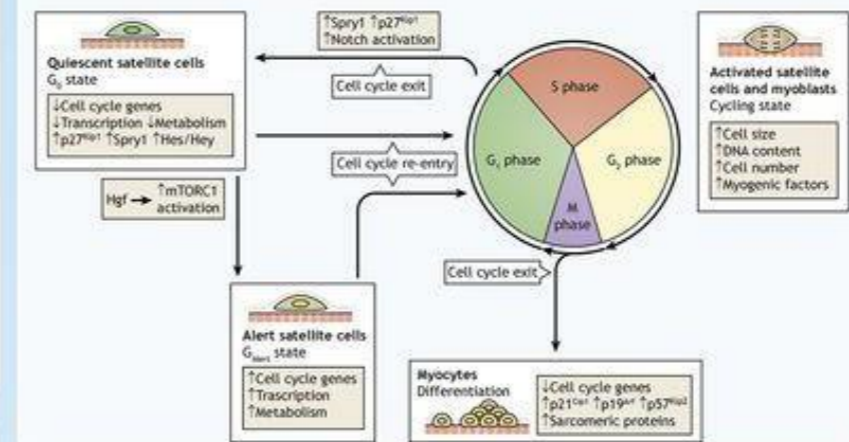 Quiescent satellite cells
G₀ state
↓Cell cycle genes
↓Transcription ↓Metabolism
↑p27ᴷⁱᵖ¹ ↑Spry1 ↑Hes/Hey
↑Spry1 ↑p27ᴷⁱᵖ¹
↑Notch activation
Cell cycle exit
Cell cycle re-entry
Hgf → ↑mTORC1
activation
S phase
G₁ phase
G₂ phase
M
phase
Cell cycle exit
Activated satellite
cells and myoblasts
Cycling state
↑Cell size
↑DNA content
↑Cell number
↑Myogenic factors
Alert satellite cells
G state
↑Cell cycle genes
↑Trascription
↑Metabolism
Myocytes
Differentiation
↓Cell cycle genes
↑p21ᶜⁱᵖ¹ ↑p19ᴬʳᶠ ↑p57ᴷⁱᵖ²
↑Sarcomeric proteins